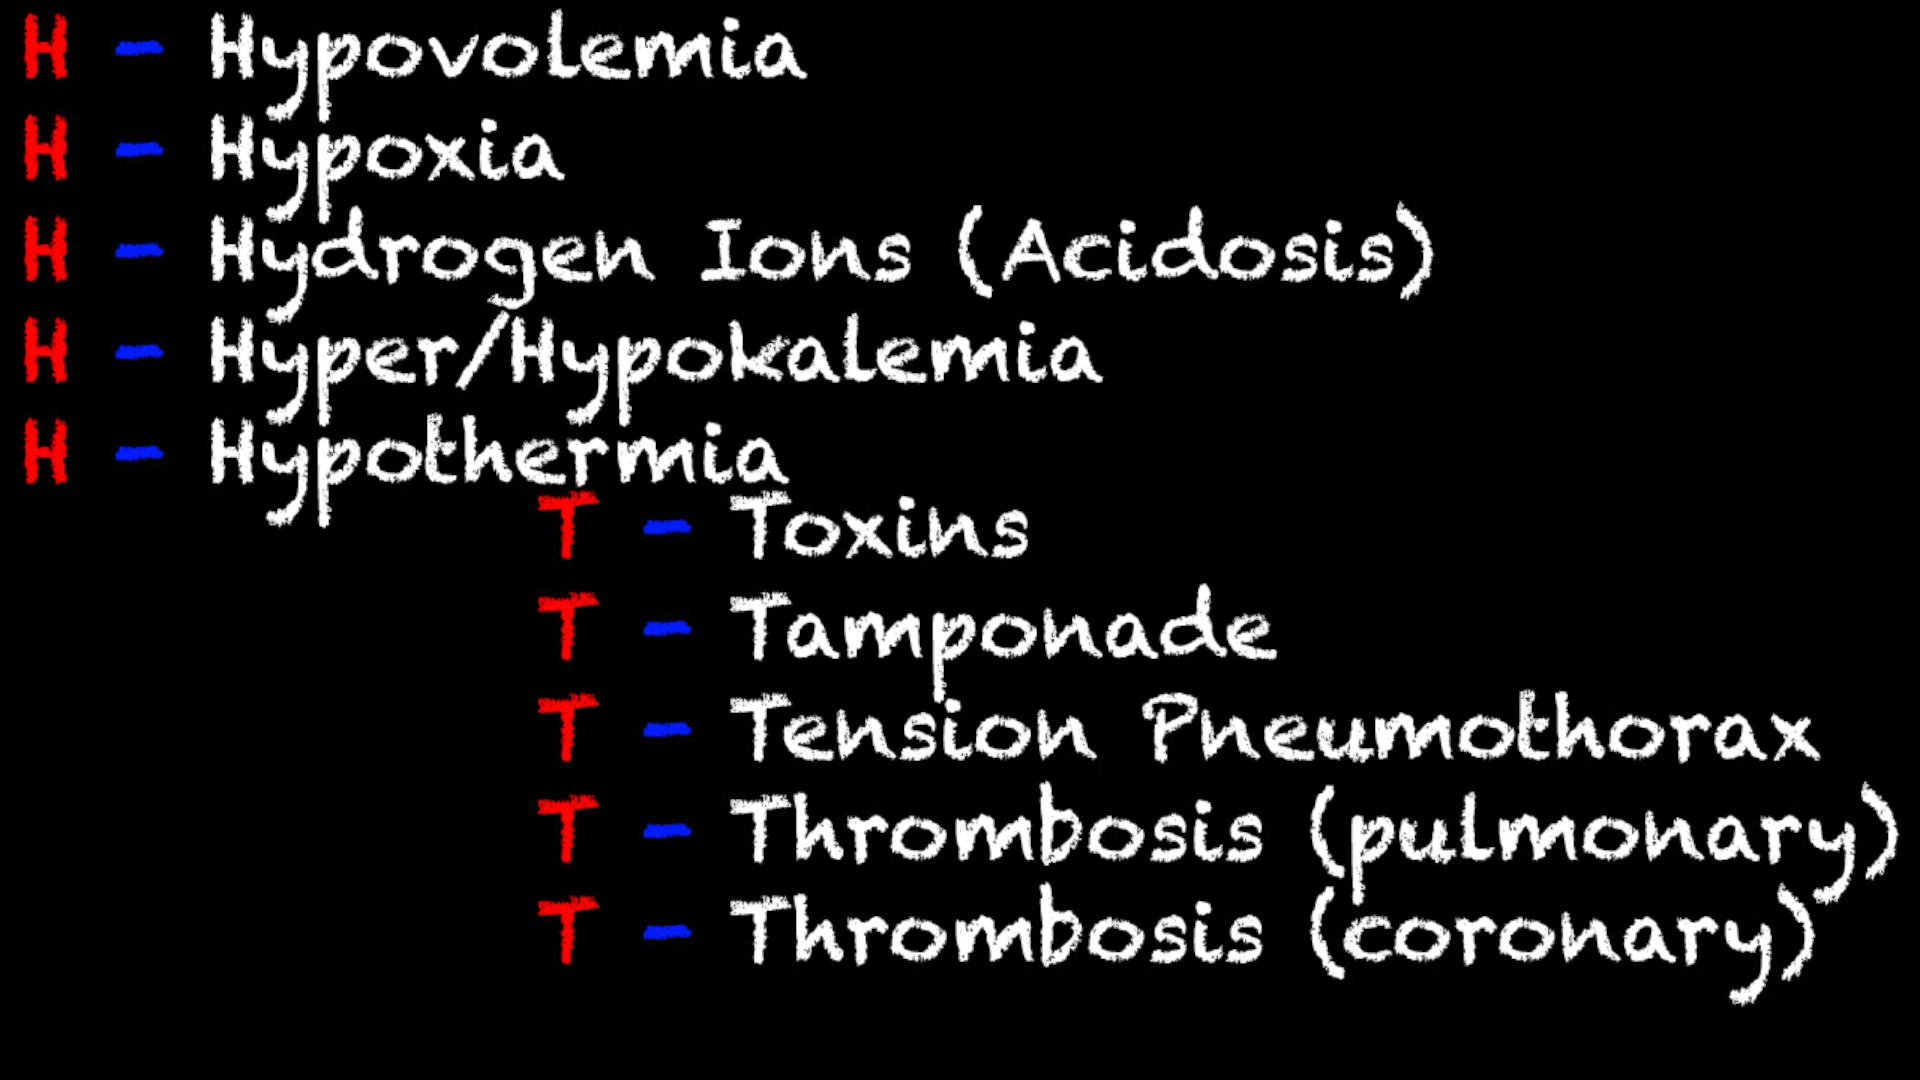 H - Hypovolemia
H - Hypoxia
H - Hydrogen Ions (Acidosis)
H - Hyper/Hypokalemia
H - Hypothermia
T - Toxins
T - Tamponade
T - Tension Pneumothorax
T - Thrombosis (pulmonary)
T - Thrombosis (coronary)